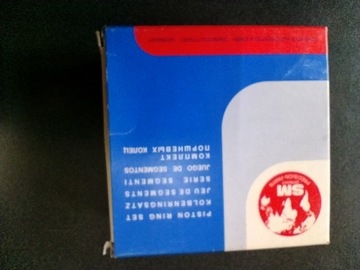 PISTON RING SET
KOLBENRINGSATZ
JEU DE SEGMENTS
SERIE SEGMENTI
JUEGO DE SEGMENTOS
КОМПЛЕКТ
ПОРШНЕВЫХ КОЛЕЦ
SM